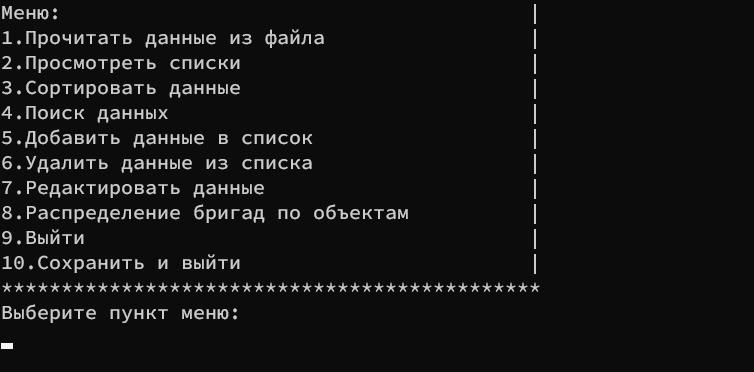 Меню: |
1.Прочитать данные из файла |
2.Просмотреть списки |
3.Сортировать данные |
4.Поиск данных |
5.Добавить данные в список |
6.Удалить данные из списка |
7.Редактировать данные |
8.Распределение бригад по объектам |
9.Выйти |
10.Сохранить и выйти |
*********************************************
Выберите пункт меню: